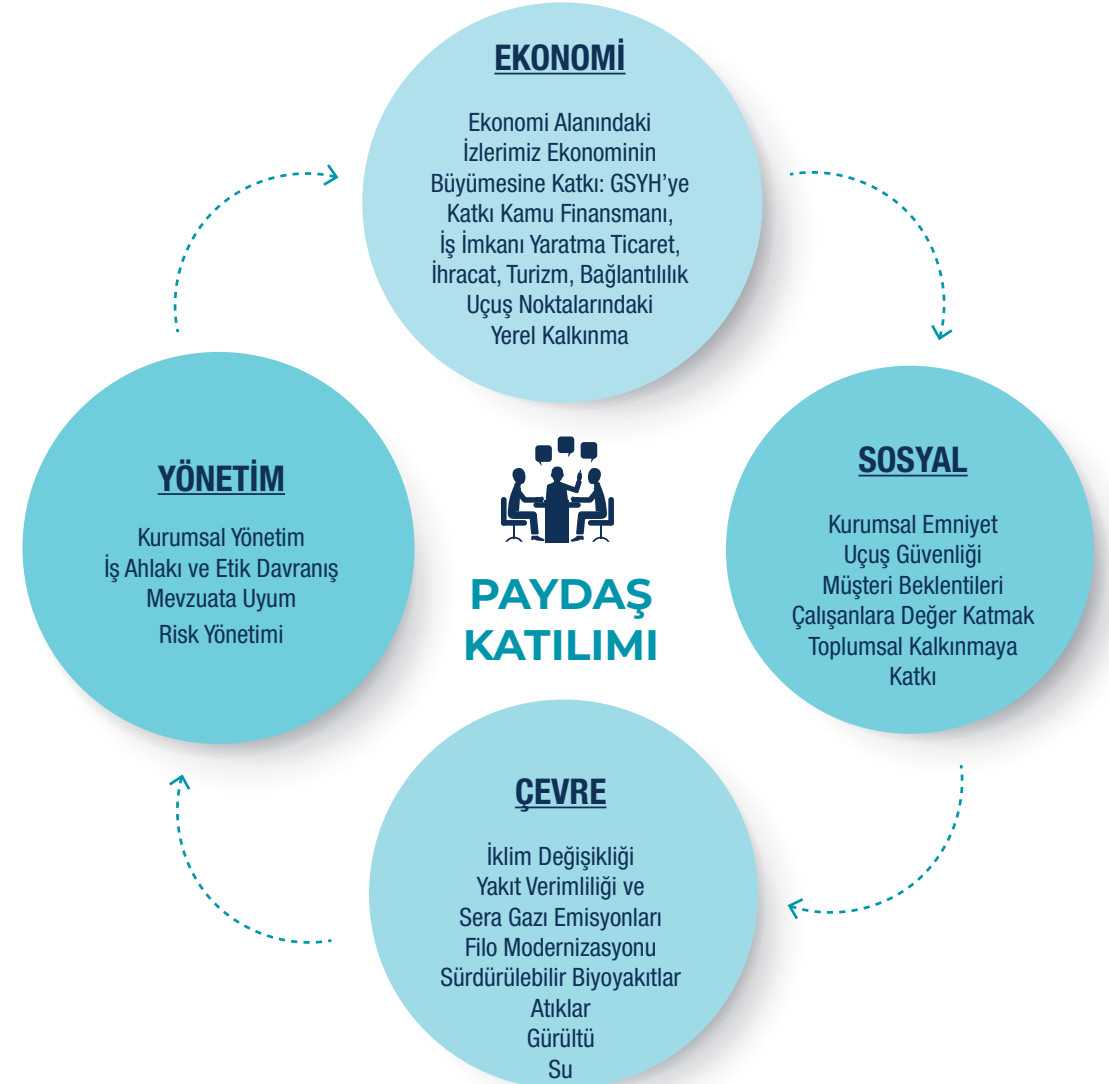 EKONOMİ
Ekonomi Alanındaki
İzlerimiz Ekonominin
Büyümesine Katkı: GSYH’ye
Katkı Kamu Finansmanı,
İş İmkanı Yaratma Ticaret,
İhracat, Turizm, Bağlantılılık
Uçuş Noktalarındaki
Yerel Kalkınma
YÖNETİM
Kurumsal Yönetim
İş Ahlakı ve Etik Davranış
Mevzuata Uyum
Risk Yönetimi
PAYDAŞ
KATILIMI
SOSYAL
Kurumsal Emniyet
Uçuş Güvenliği
Müşteri Beklentileri
Çalışanlara Değer Katmak
Toplumsal Kalkınmaya
Katkı
ÇEVRE
İklim Değişikliği
Yakıt Verimliliği ve
Sera Gazı Emisyonları
Filo Modernizasyonu
Sürdürülebilir Biyoyakıtlar
Atıklar
Gürültü
Su